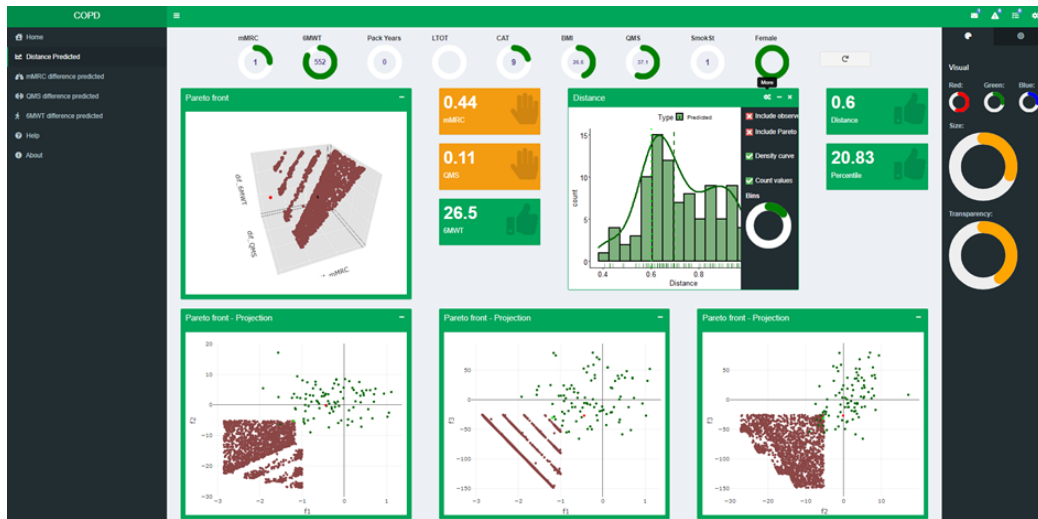 COPD
Home
Distance Predicted
mMRC difference predicted
QMS difference predicted
6MWT difference predicted
Help
About
mMRC 6MWT Pack Years LTOT CAT BMI QMS SmokSt Female
1 552 0 9 26.6 37.1 1
More
Pareto front
dif_6MWT
dif_QMS
mMRC
0.44
mMRC
0.11
QMS
26.5
6MWT
Distance
Type Predicted
count
15
10
5
0
0.4 0.6 0.8
Distance
Include observe
Include Pareto
Density curve
Count values
Bins
0.6
Distance
20.83
Percentile
Visual
Red: Green: Blue:
Size:
Transparency:
Pareto front - Projection
f2
20
10
0
−10
−20
−30
−3 −2 −1 0 1
f1
Pareto front - Projection
f3
50
0
−50
−100
−150
−3 −2 −1 0 1
f1
Pareto front - Projection
f3
50
0
−50
−100
−150
−30 −20 −10 0 10
f2